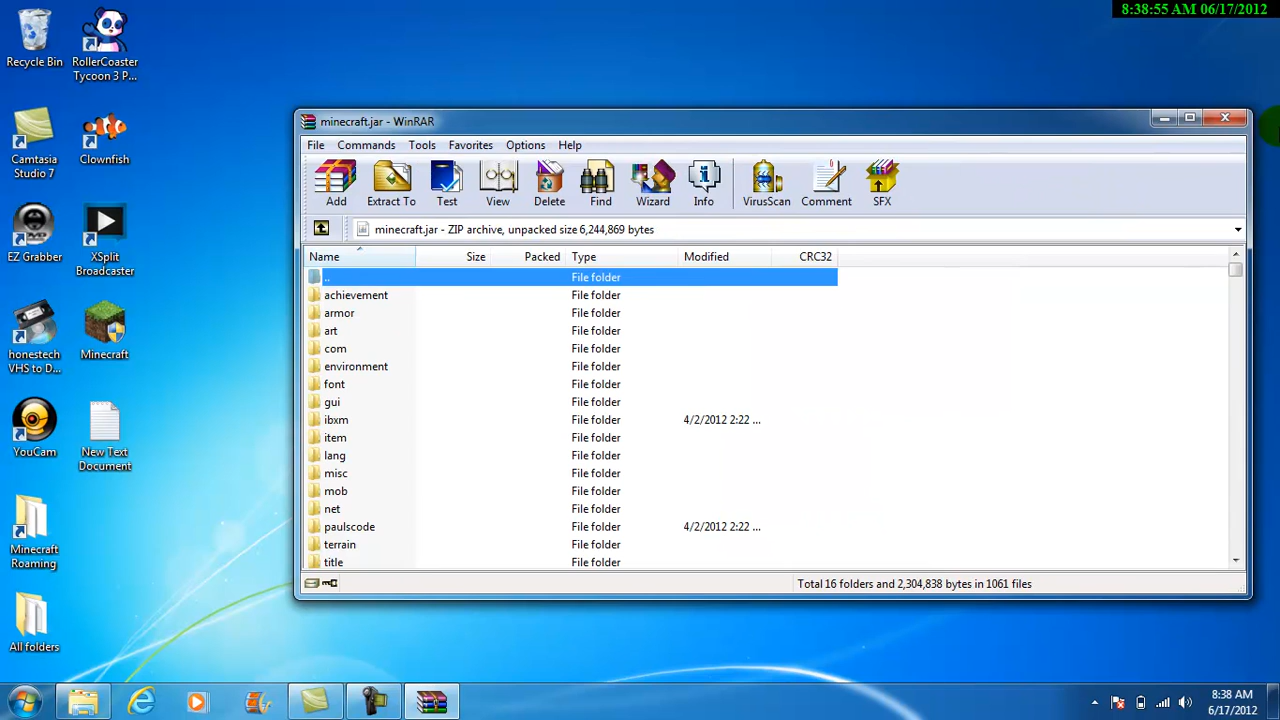 8:38:55 AM 06/17/2012
Recycle Bin
RollerCoaster
Tycoon 3 P...
Camtasia
Studio 7
Clownfish
EZ Grabber
XSplit
Broadcaster
honestech
VHS to D...
Minecraft
YouCam
New Text
Document
Minecraft
Roaming
All folders
minecraft.jar - WinRAR
File Commands Tools Favorites Options Help
Add Extract To Test View Delete Find Wizard Info VirusScan Comment SFX
minecraft.jar - ZIP archive, unpacked size 6,244,869 bytes
Name Size Packed Type Modified CRC32
.. File folder
achievement File folder
armor File folder
art File folder
com File folder
environment File folder
font File folder
gui File folder
ibxm File folder 4/2/2012 2:22 ...
item File folder
lang File folder
misc File folder
mob File folder
net File folder
paulscode File folder 4/2/2012 2:22 ...
terrain File folder
title File folder
Total 16 folders and 2,304,838 bytes in 1061 files
8:38 AM
6/17/2012